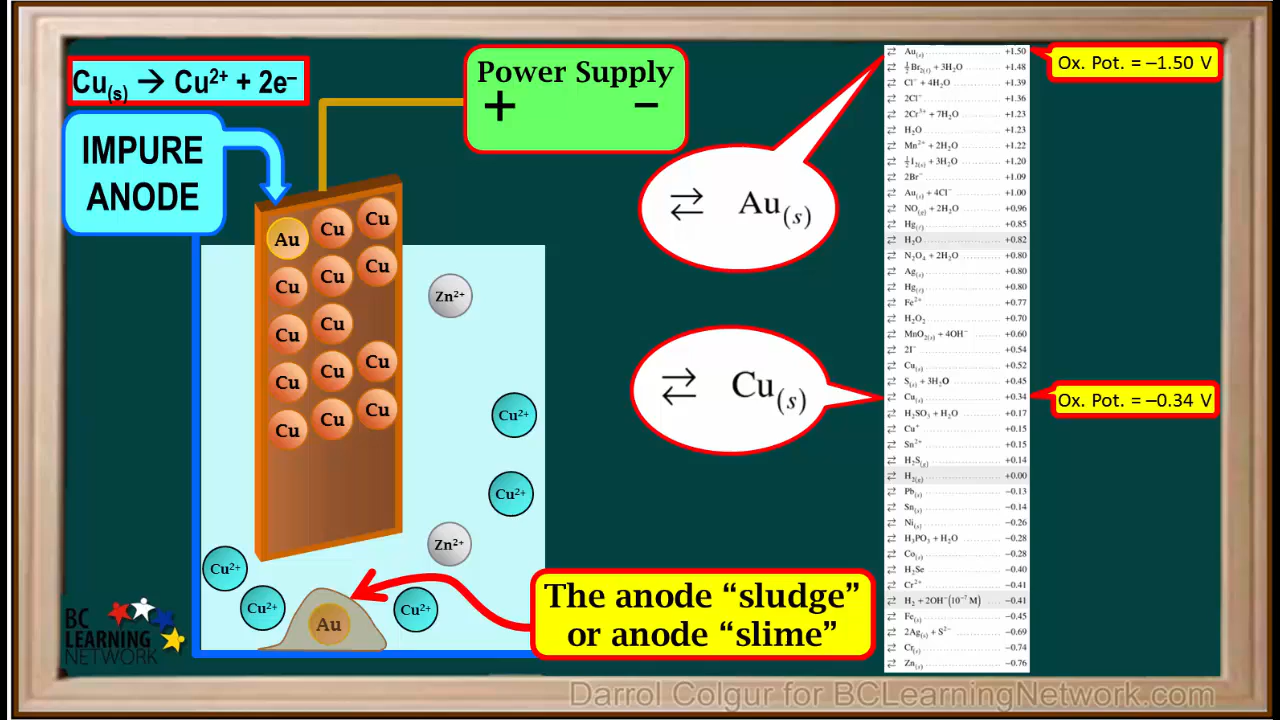 Cu(s) → Cu²⁺ + 2e⁻
IMPURE
ANODE
Power Supply
+ −
Au Cu Cu
Cu Cu Cu
Cu Cu
Cu Cu Cu
Cu Cu Cu
Zn²⁺
Cu²⁺
Cu²⁺
Zn²⁺
Cu²⁺
Cu²⁺
Cu²⁺
Au
The anode “sludge”
or anode “slime”
⇄ Au(s)
⇄ Cu(s)
⇄ Au(s) +1.50
⇄ ½Br₂(ℓ) + 3H₂O +1.48
⇄ Cl⁻ + 4H₂O +1.39
⇄ 2Cl⁻ +1.36
⇄ 2Cr³⁺ + 7H₂O +1.23
⇄ H₂O +1.23
⇄ Mn²⁺ + 2H₂O +1.22
⇄ ½I₂(s) + 3H₂O +1.20
⇄ 2Br⁻ +1.09
⇄ Au(s) + 4Cl⁻ +1.00
⇄ NO(g) + 2H₂O +0.96
⇄ Hg(ℓ) +0.85
⇄ H₂O +0.82
⇄ N₂O₄ + 2H₂O +0.80
⇄ Ag(s) +0.80
⇄ Hg(ℓ) +0.80
⇄ Fe²⁺ +0.77
⇄ H₂O₂ +0.70
⇄ MnO₂(s) + 4OH⁻ +0.60
⇄ 2I⁻ +0.54
⇄ Cu(s) +0.52
⇄ S(s) + 3H₂O +0.45
⇄ Cu(s) +0.34
⇄ H₂SO₃ + H₂O +0.17
⇄ Cu⁺ +0.15
⇄ Sn²⁺ +0.15
⇄ H₂S(g) +0.14
⇄ H₂(g) +0.00
⇄ Pb(s) −0.13
⇄ Sn(s) −0.14
⇄ Ni(s) −0.26
⇄ H₃PO₃ + H₂O −0.28
⇄ Co(s) −0.28
⇄ H₂Se −0.40
⇄ Cr²⁺ −0.41
⇄ H₂ + 2OH⁻(10⁻⁷ M) −0.41
⇄ Fe(s) −0.45
⇄ 2Ag(s) + S²⁻ −0.69
⇄ Cr(s) −0.74
⇄ Zn(s) −0.76
Ox. Pot. = –1.50 V
Ox. Pot. = –0.34 V
BC
LEARNING
NETWORK
Darrol Colgur for BCLearningNetwork.com